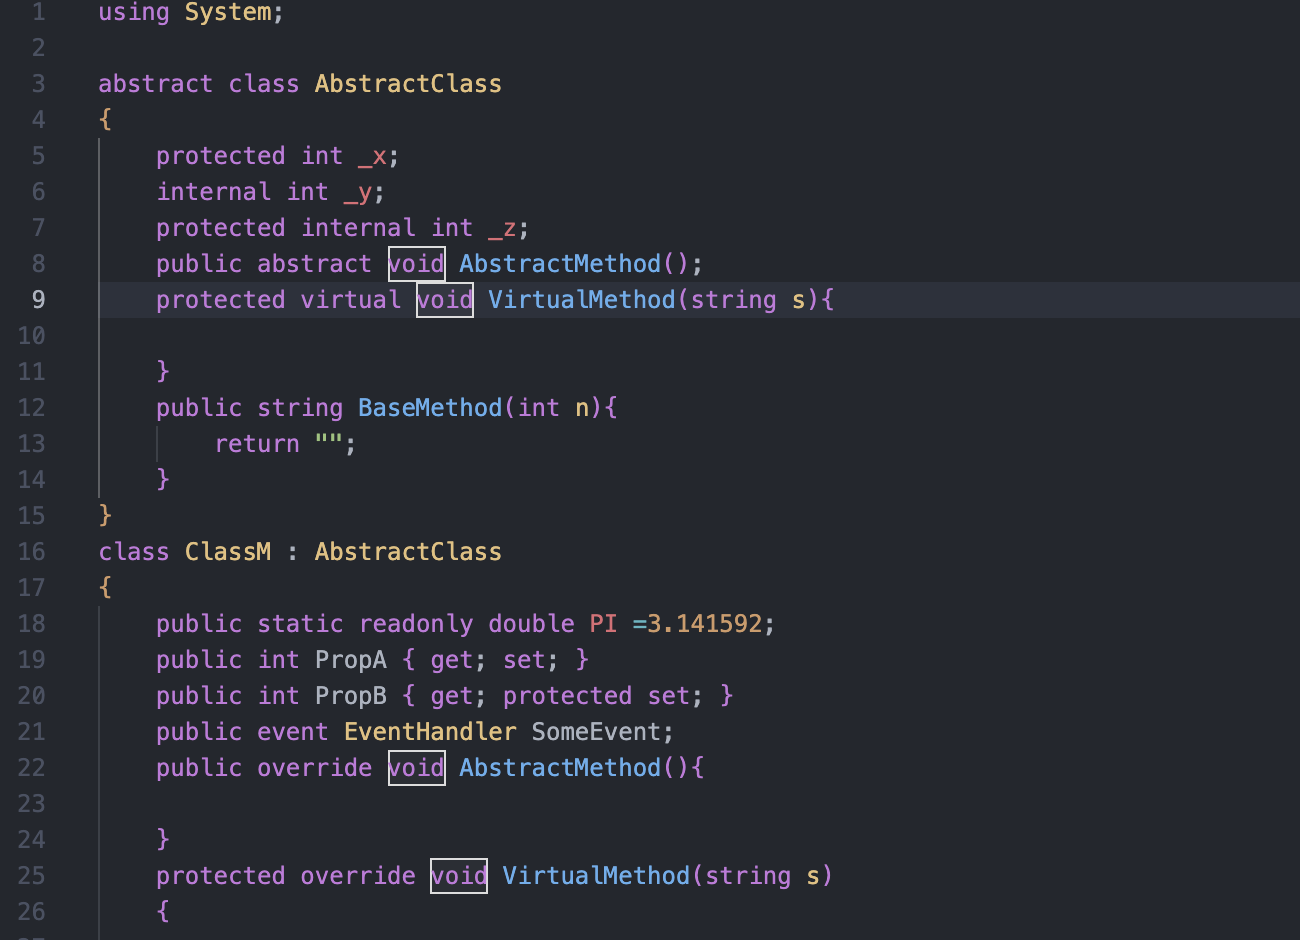 1 using System;
2
3 abstract class AbstractClass
4 {
5     protected int _x;
6     internal int _y;
7     protected internal int _z;
8     public abstract void AbstractMethod();
9     protected virtual void VirtualMethod(string s){
10
11     }
12     public string BaseMethod(int n){
13         return "";
14     }
15 }
16 class ClassM : AbstractClass
17 {
18     public static readonly double PI =3.141592;
19     public int PropA { get; set; }
20     public int PropB { get; protected set; }
21     public event EventHandler SomeEvent;
22     public override void AbstractMethod(){
23
24     }
25     protected override void VirtualMethod(string s)
26     {